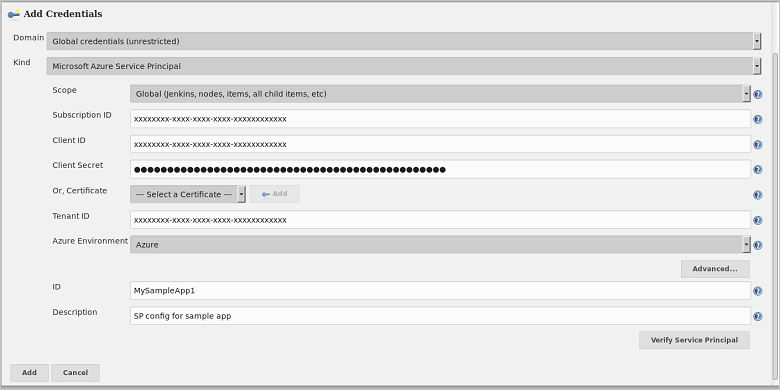 Add Credentials
Domain Global credentials (unrestricted)
Kind Microsoft Azure Service Principal
Scope Global (Jenkins, nodes, items, all child items, etc)
Subscription ID xxxxxxxx-xxxx-xxxx-xxxx-xxxxxxxxxxxx
Client ID xxxxxxxx-xxxx-xxxx-xxxx-xxxxxxxxxxxx
Client Secret ●●●●●●●●●●●●●●●●●●●●●●●●●●●●●●●●●●●●●●●●●●●●
Or, Certificate --- Select a Certificate --- Add
Tenant ID xxxxxxxx-xxxx-xxxx-xxxx-xxxxxxxxxxxx
Azure Environment Azure
Advanced...
ID MySampleApp1
Description SP config for sample app
Verify Service Principal
Add Cancel